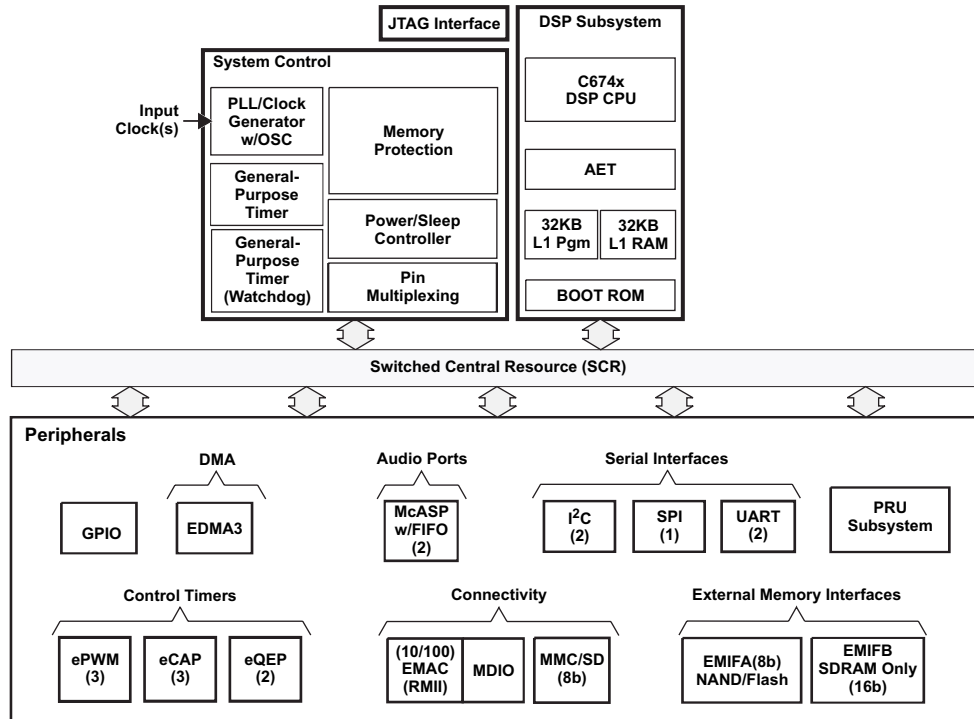 JTAG Interface
DSP Subsystem
System Control
Input
Clock(s)
PLL/Clock
Generator
w/OSC
General-
Purpose
Timer
General-
Purpose
Timer
(Watchdog)
Memory
Protection
Power/Sleep
Controller
Pin
Multiplexing
C674x
DSP CPU
AET
32KB
L1 Pgm
32KB
L1 RAM
BOOT ROM
Switched Central Resource (SCR)
Peripherals
DMA
Audio Ports
Serial Interfaces
GPIO
EDMA3
McASP
w/FIFO
(2)
I²C
(2)
SPI
(1)
UART
(2)
PRU
Subsystem
Control Timers
Connectivity
External Memory Interfaces
ePWM
(3)
eCAP
(3)
eQEP
(2)
(10/100)
EMAC
(RMII)
MDIO
MMC/SD
(8b)
EMIFA(8b)
NAND/Flash
EMIFB
SDRAM Only
(16b)